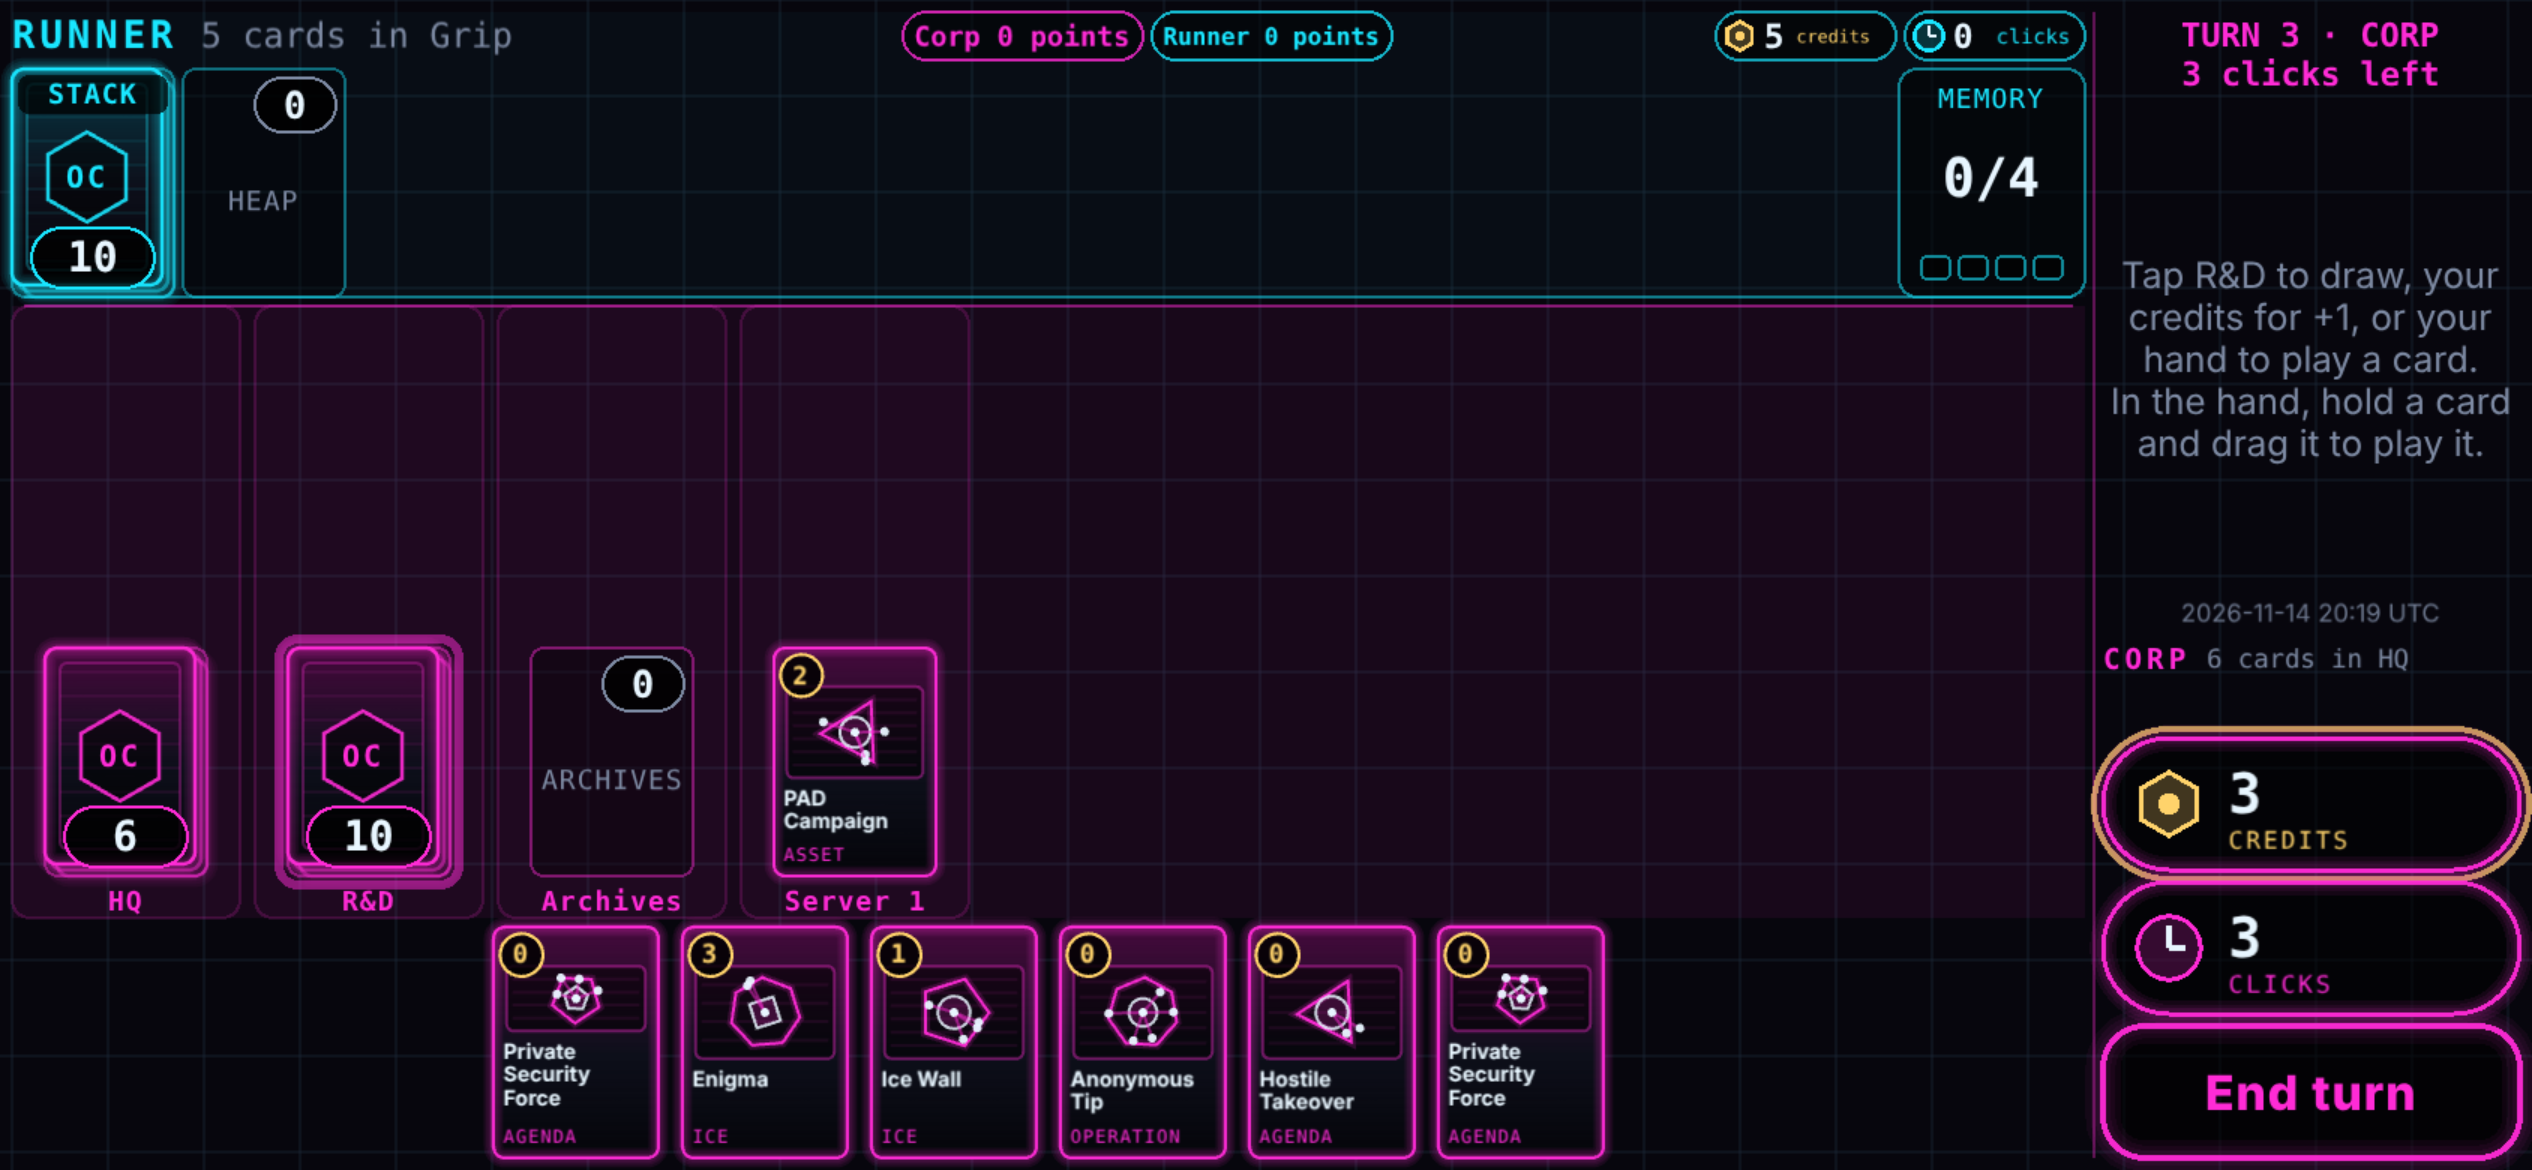 RUNNER 5 cards in Grip
Corp 0 points
Runner 0 points
5 credits
0 clicks
TURN 3 · CORP
3 clicks left
STACK
OC
10
0
HEAP
MEMORY
0/4
Tap R&D to draw, your
credits for +1, or your
hand to play a card.
In the hand, hold a card
and drag it to play it.
2026-11-14 20:19 UTC
CORP 6 cards in HQ
OC
6
HQ
OC
10
R&D
0
ARCHIVES
Archives
2
PAD
Campaign
ASSET
Server 1
3
CREDITS
3
CLICKS
End turn
0
Private
Security
Force
AGENDA
3
Enigma
ICE
1
Ice Wall
ICE
0
Anonymous
Tip
OPERATION
0
Hostile
Takeover
AGENDA
0
Private
Security
Force
AGENDA